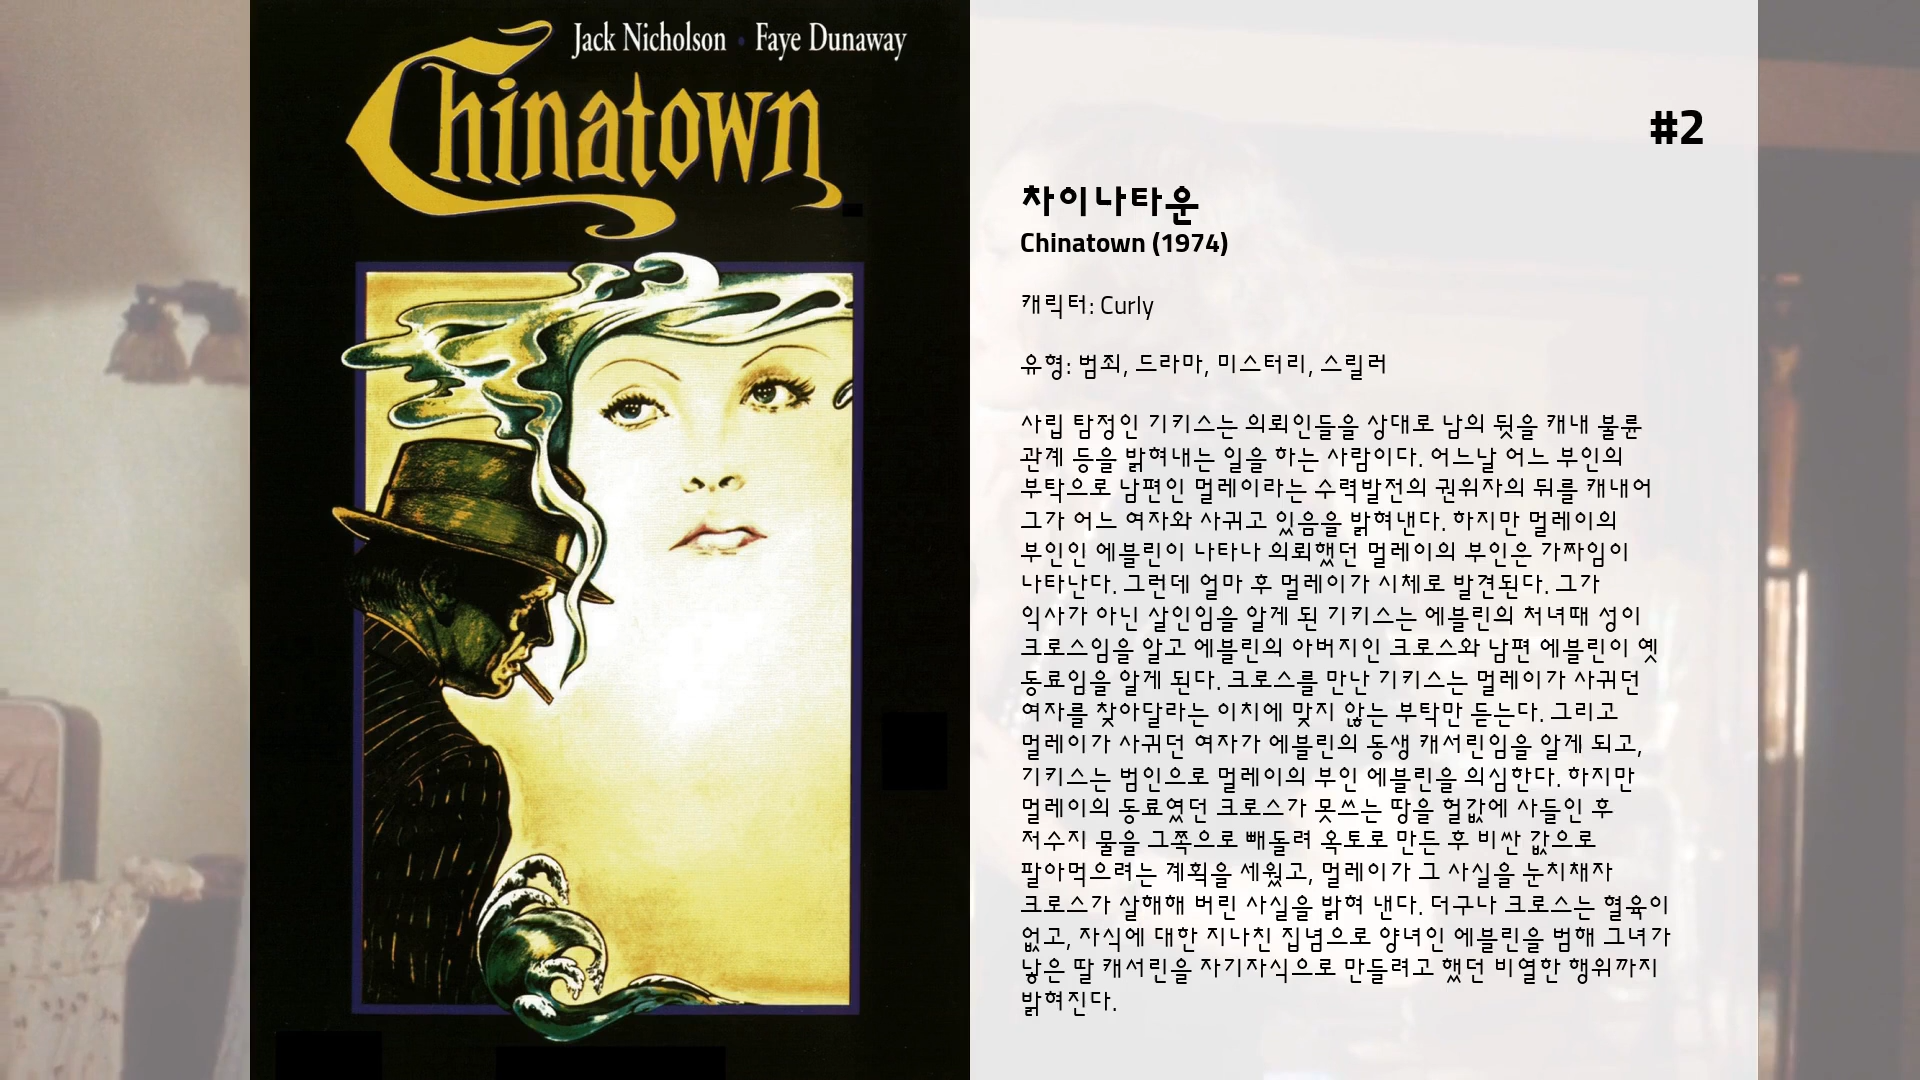 Jack Nicholson • Faye Dunaway
Chinatown
#2
차이나타운
Chinatown (1974)
캐릭터: Curly
유형: 범죄, 드라마, 미스터리, 스릴러
사립 탐정인 기키스는 의뢰인들을 상대로 남의 뒷을 캐내 불륜
관계 등을 밝혀내는 일을 하는 사람이다. 어느날 어느 부인의
부탁으로 남편인 멀레이라는 수력발전의 권위자의 뒤를 캐내어
그가 어느 여자와 사귀고 있음을 밝혀낸다. 하지만 멀레이의
부인인 에블린이 나타나 의뢰했던 멀레이의 부인은 가짜임이
나타난다. 그런데 얼마 후 멀레이가 시체로 발견된다. 그가
익사가 아닌 살인임을 알게 된 기키스는 에블린의 처녀때 성이
크로스임을 알고 에블린의 아버지인 크로스와 남편 에블린이 옛
동료임을 알게 된다. 크로스를 만난 기키스는 멀레이가 사귀던
여자를 찾아달라는 이치에 맞지 않는 부탁만 듣는다. 그리고
멀레이가 사귀던 여자가 에블린의 동생 캐서린임을 알게 되고,
기키스는 범인으로 멀레이의 부인 에블린을 의심한다. 하지만
멀레이의 동료였던 크로스가 못쓰는 땅을 헐값에 사들인 후
저수지 물을 그쪽으로 빼돌려 옥토로 만든 후 비싼 값으로
팔아먹으려는 계획을 세웠고, 멀레이가 그 사실을 눈치채자
크로스가 살해해 버린 사실을 밝혀 낸다. 더구나 크로스는 혈육이
없고, 자식에 대한 지나친 집념으로 양녀인 에블린을 범해 그녀가
낳은 딸 캐서린을 자기자식으로 만들려고 했던 비열한 행위까지
밝혀진다.